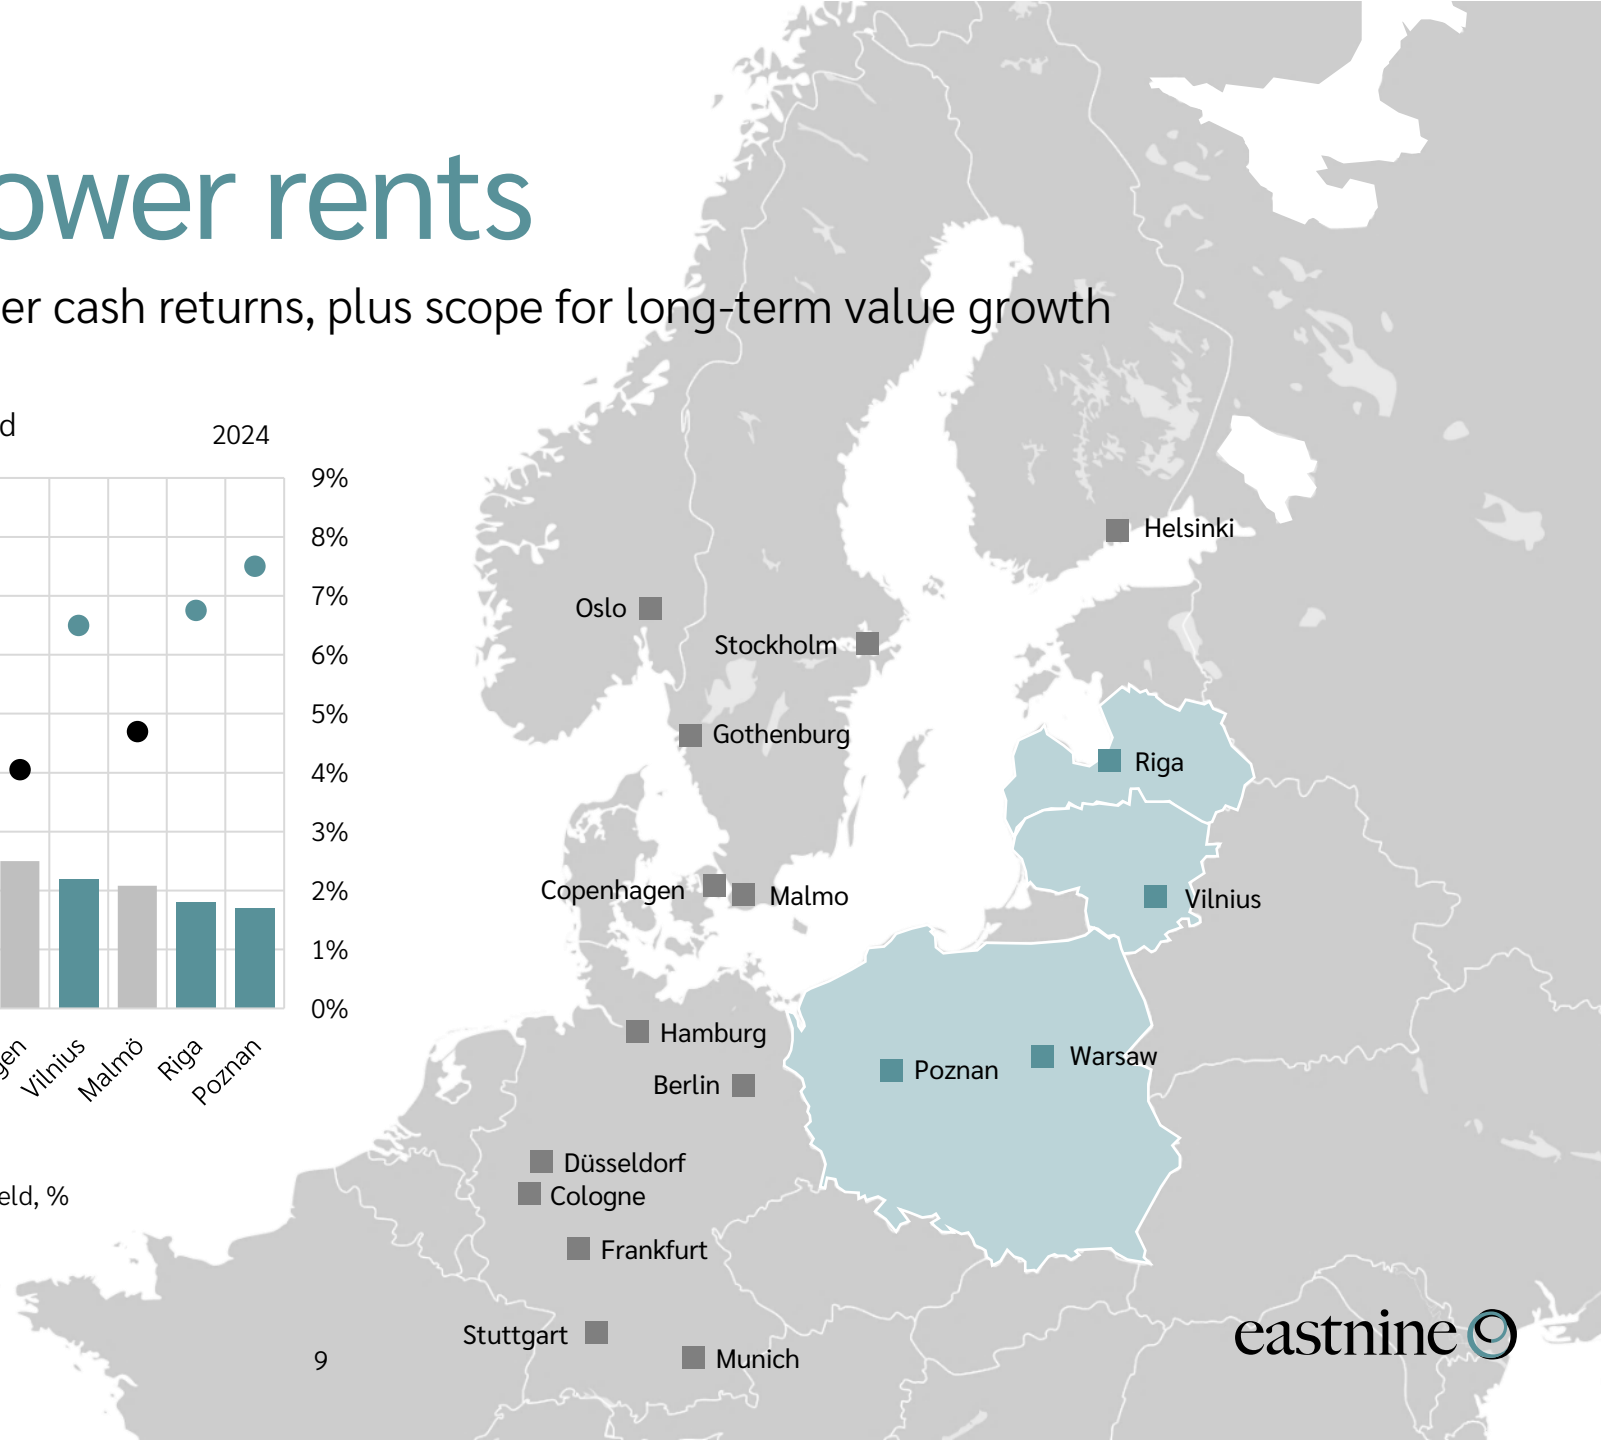 ower rents
er cash returns, plus scope for long-term value growth
d
2024
9%
8%
7%
6%
5%
4%
3%
2%
1%
0%
gen
Vilnius
Malmö
Riga
Poznan
eld, %
Helsinki
Oslo
Stockholm
Gothenburg
Riga
Copenhagen
Malmo
Vilnius
Hamburg
Poznan
Warsaw
Berlin
Düsseldorf
Cologne
Frankfurt
Stuttgart
Munich
9
eastnine